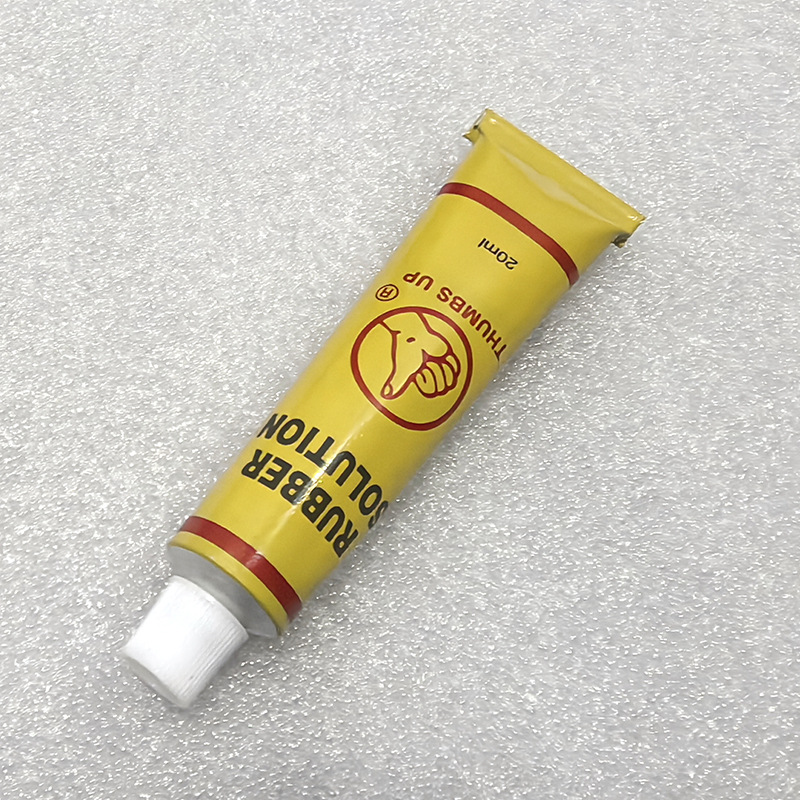 RUBBER
SOLUTION
THUMBS UP ®
20ml